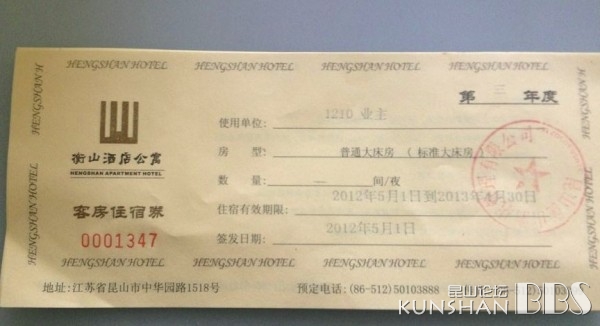 HENGSHAN HOTEL HENGSHAN HOTEL HENGSHAN HOTEL HENGSHAN HOTEL
HENGSHAN H
HENGSHAN HOTEL
HENGSHAN HOTEL
第 三 年度
衡山酒店公寓
HENGSHAN APARTMENT HOTEL
客房住宿券
0001347
使用单位: 1210 业主
房 型: 普通大床房 ( 标准大床房
数 量: 一 间/夜
住宿有效期限: 2012年5月1日到2013年4月30日
签发日期: 2012年5月1日
HENGSHAN HOTEL HENGSHAN HOTEL HENGSHAN HOTEL
地址:江苏省昆山市中华园路1518号
预定电话:(86-512)50103888
昆山论坛
KUNSHAN BBS